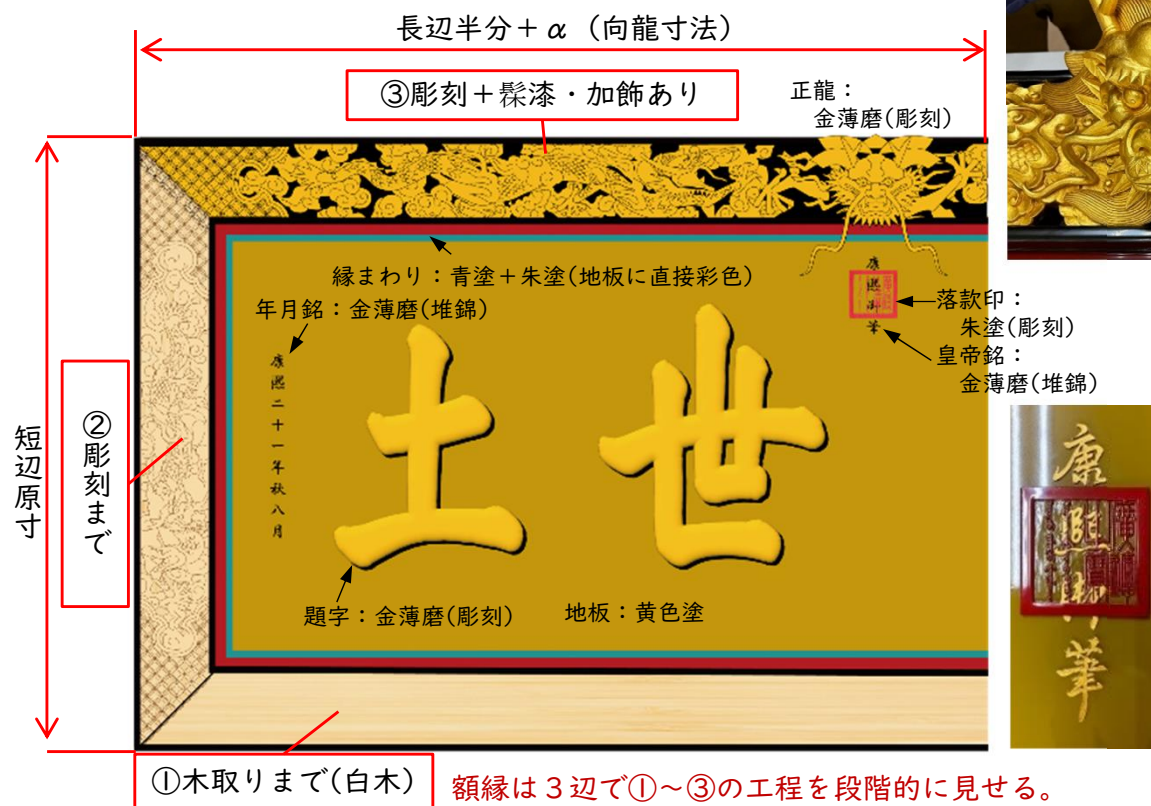 長辺半分+α (向龍寸法)
③彫刻+髹漆・加飾あり
正龍:
金薄磨(彫刻)
縁まわり:青塗+朱塗(地板に直接彩色)
年月銘:金薄磨(堆錦)
落款印:
朱塗(彫刻)
皇帝銘:
金薄磨(堆錦)
康熙御筆
世土
康熙二十一年秋八月
短辺原寸
②彫刻まで
題字:金薄磨(彫刻)
地板:黄色塗
①木取りまで(白木)
額縁は3辺で①~③の工程を段階的に見せる。